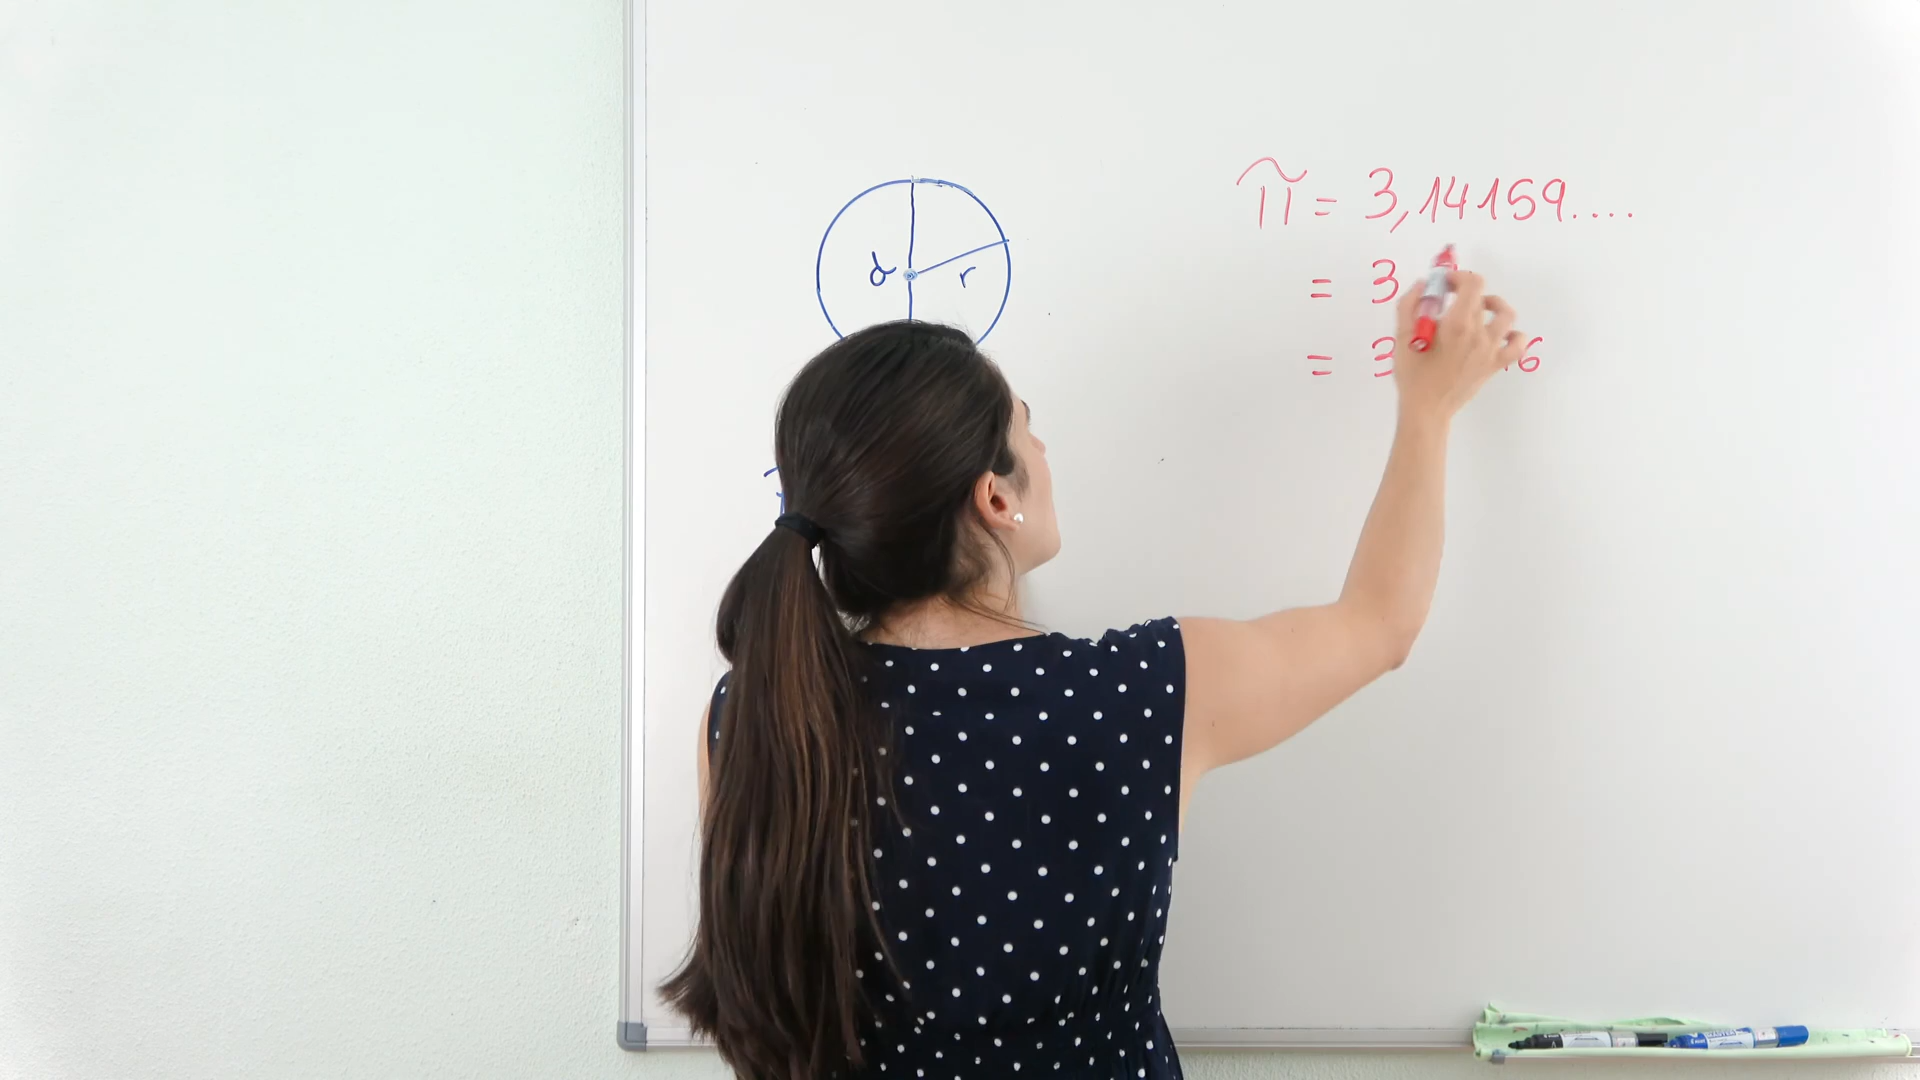 d r
π = 3,14159....
= 3
= 3 6